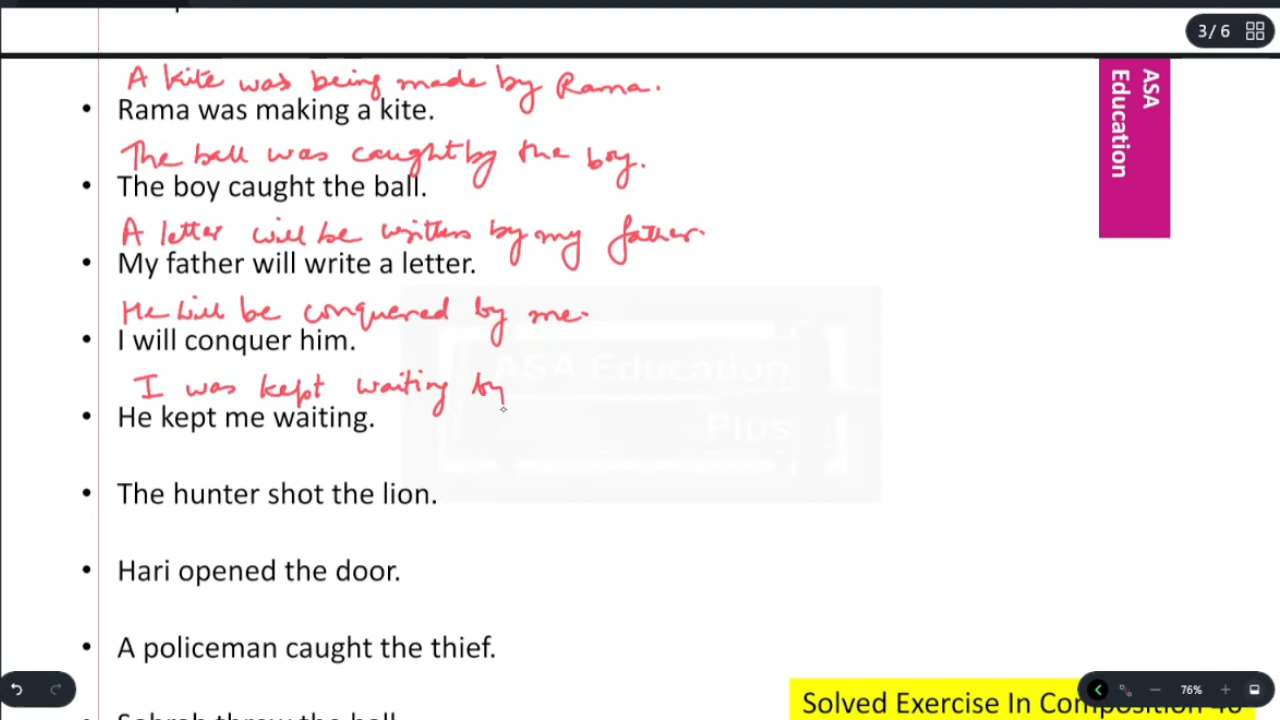 3/6
ASA
Education
A kite was being made by Rama.
• Rama was making a kite.
The ball was caught by the boy.
• The boy caught the ball.
A letter will be written by my father.
• My father will write a letter.
He will be conquered by me.
• I will conquer him.
I was kept waiting by
• He kept me waiting.
ASA Education
Plus
• The hunter shot the lion.
• Hari opened the door.
• A policeman caught the thief.
76%
Solved Exercise In Composition